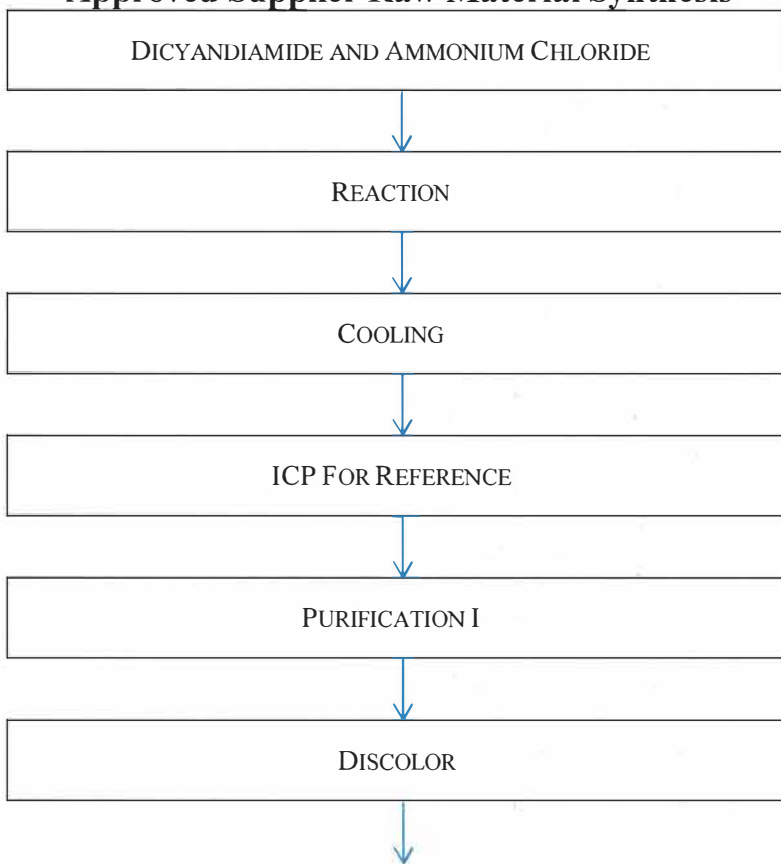 Approved Supplier Raw Material Synthesis
DICYANDIAMIDE AND AMMONIUM CHLORIDE
REACTION
COOLING
ICP FOR REFERENCE
PURIFICATION I
DISCOLOR